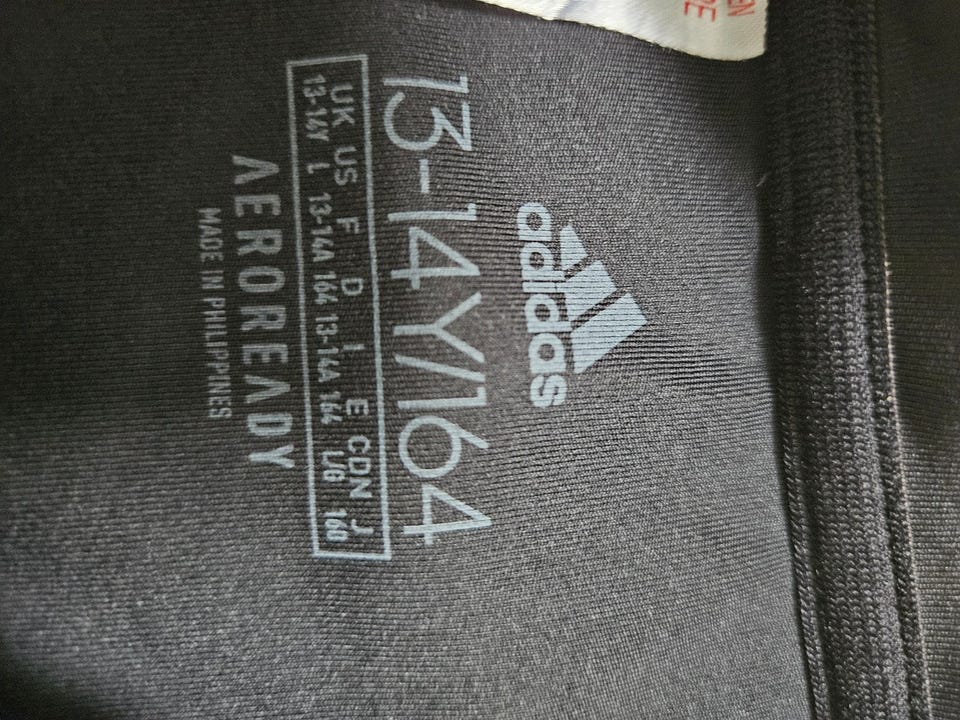 adidas
13-14Y/164
UK US F D I E CDN J
13-14Y L 13-14A 164 13-14A 164 L/G 160
AEROREADY
MADE IN PHILIPPINES